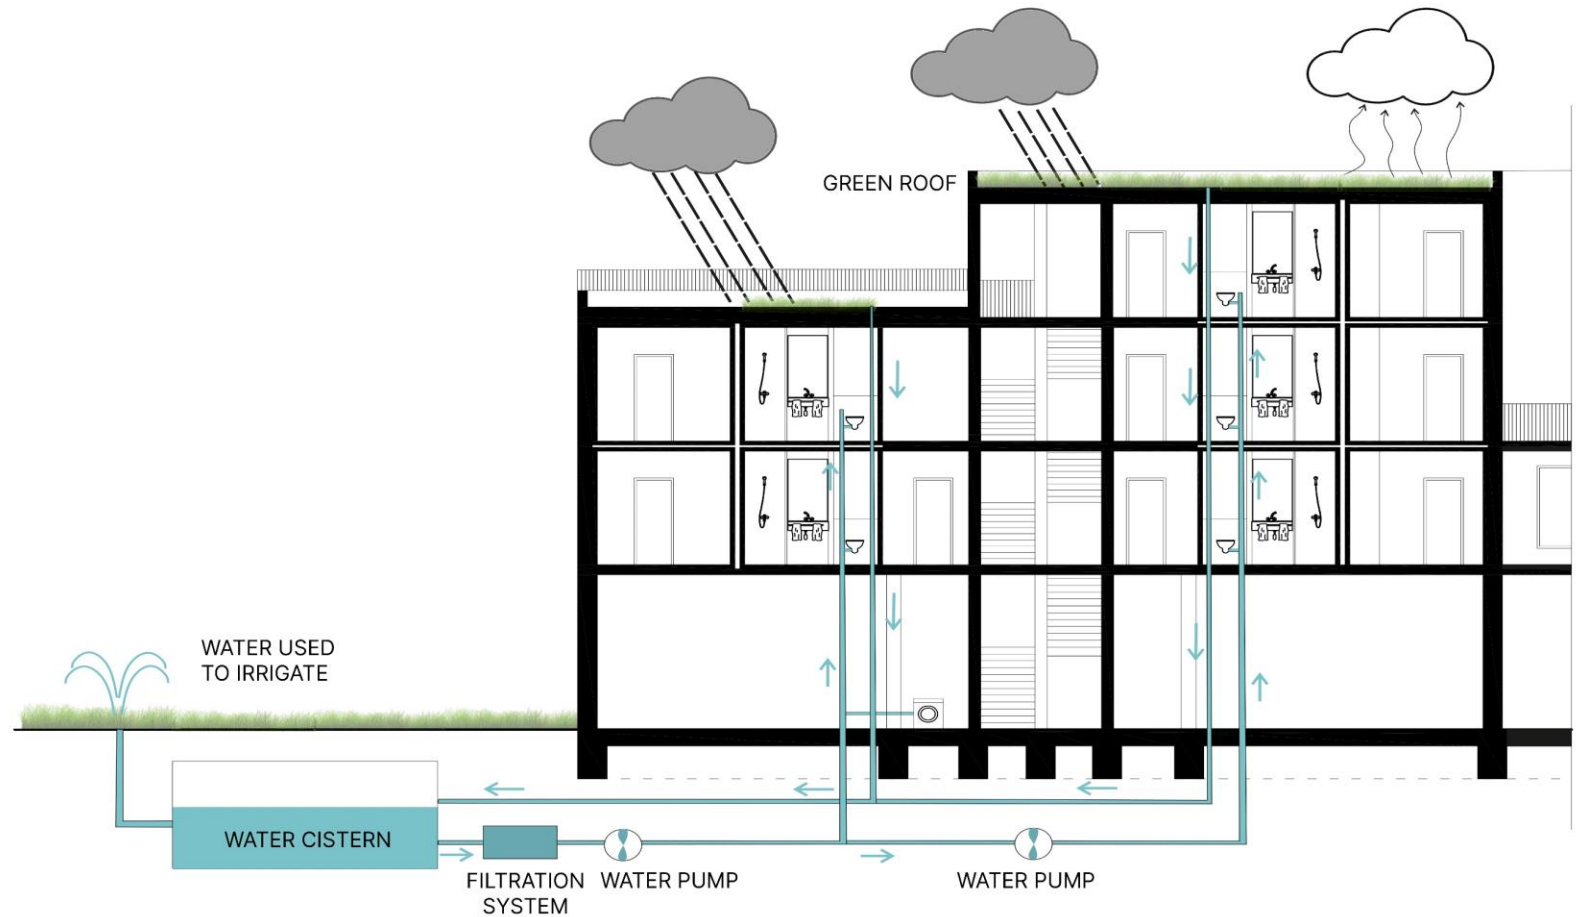 GREEN ROOF
WATER USED
TO IRRIGATE
WATER CISTERN
FILTRATION
SYSTEM
WATER PUMP
WATER PUMP